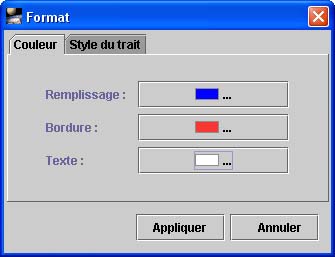 Format
Couleur Style du trait
Remplissage : ...
Bordure : ...
Texte : ...
Appliquer Annuler